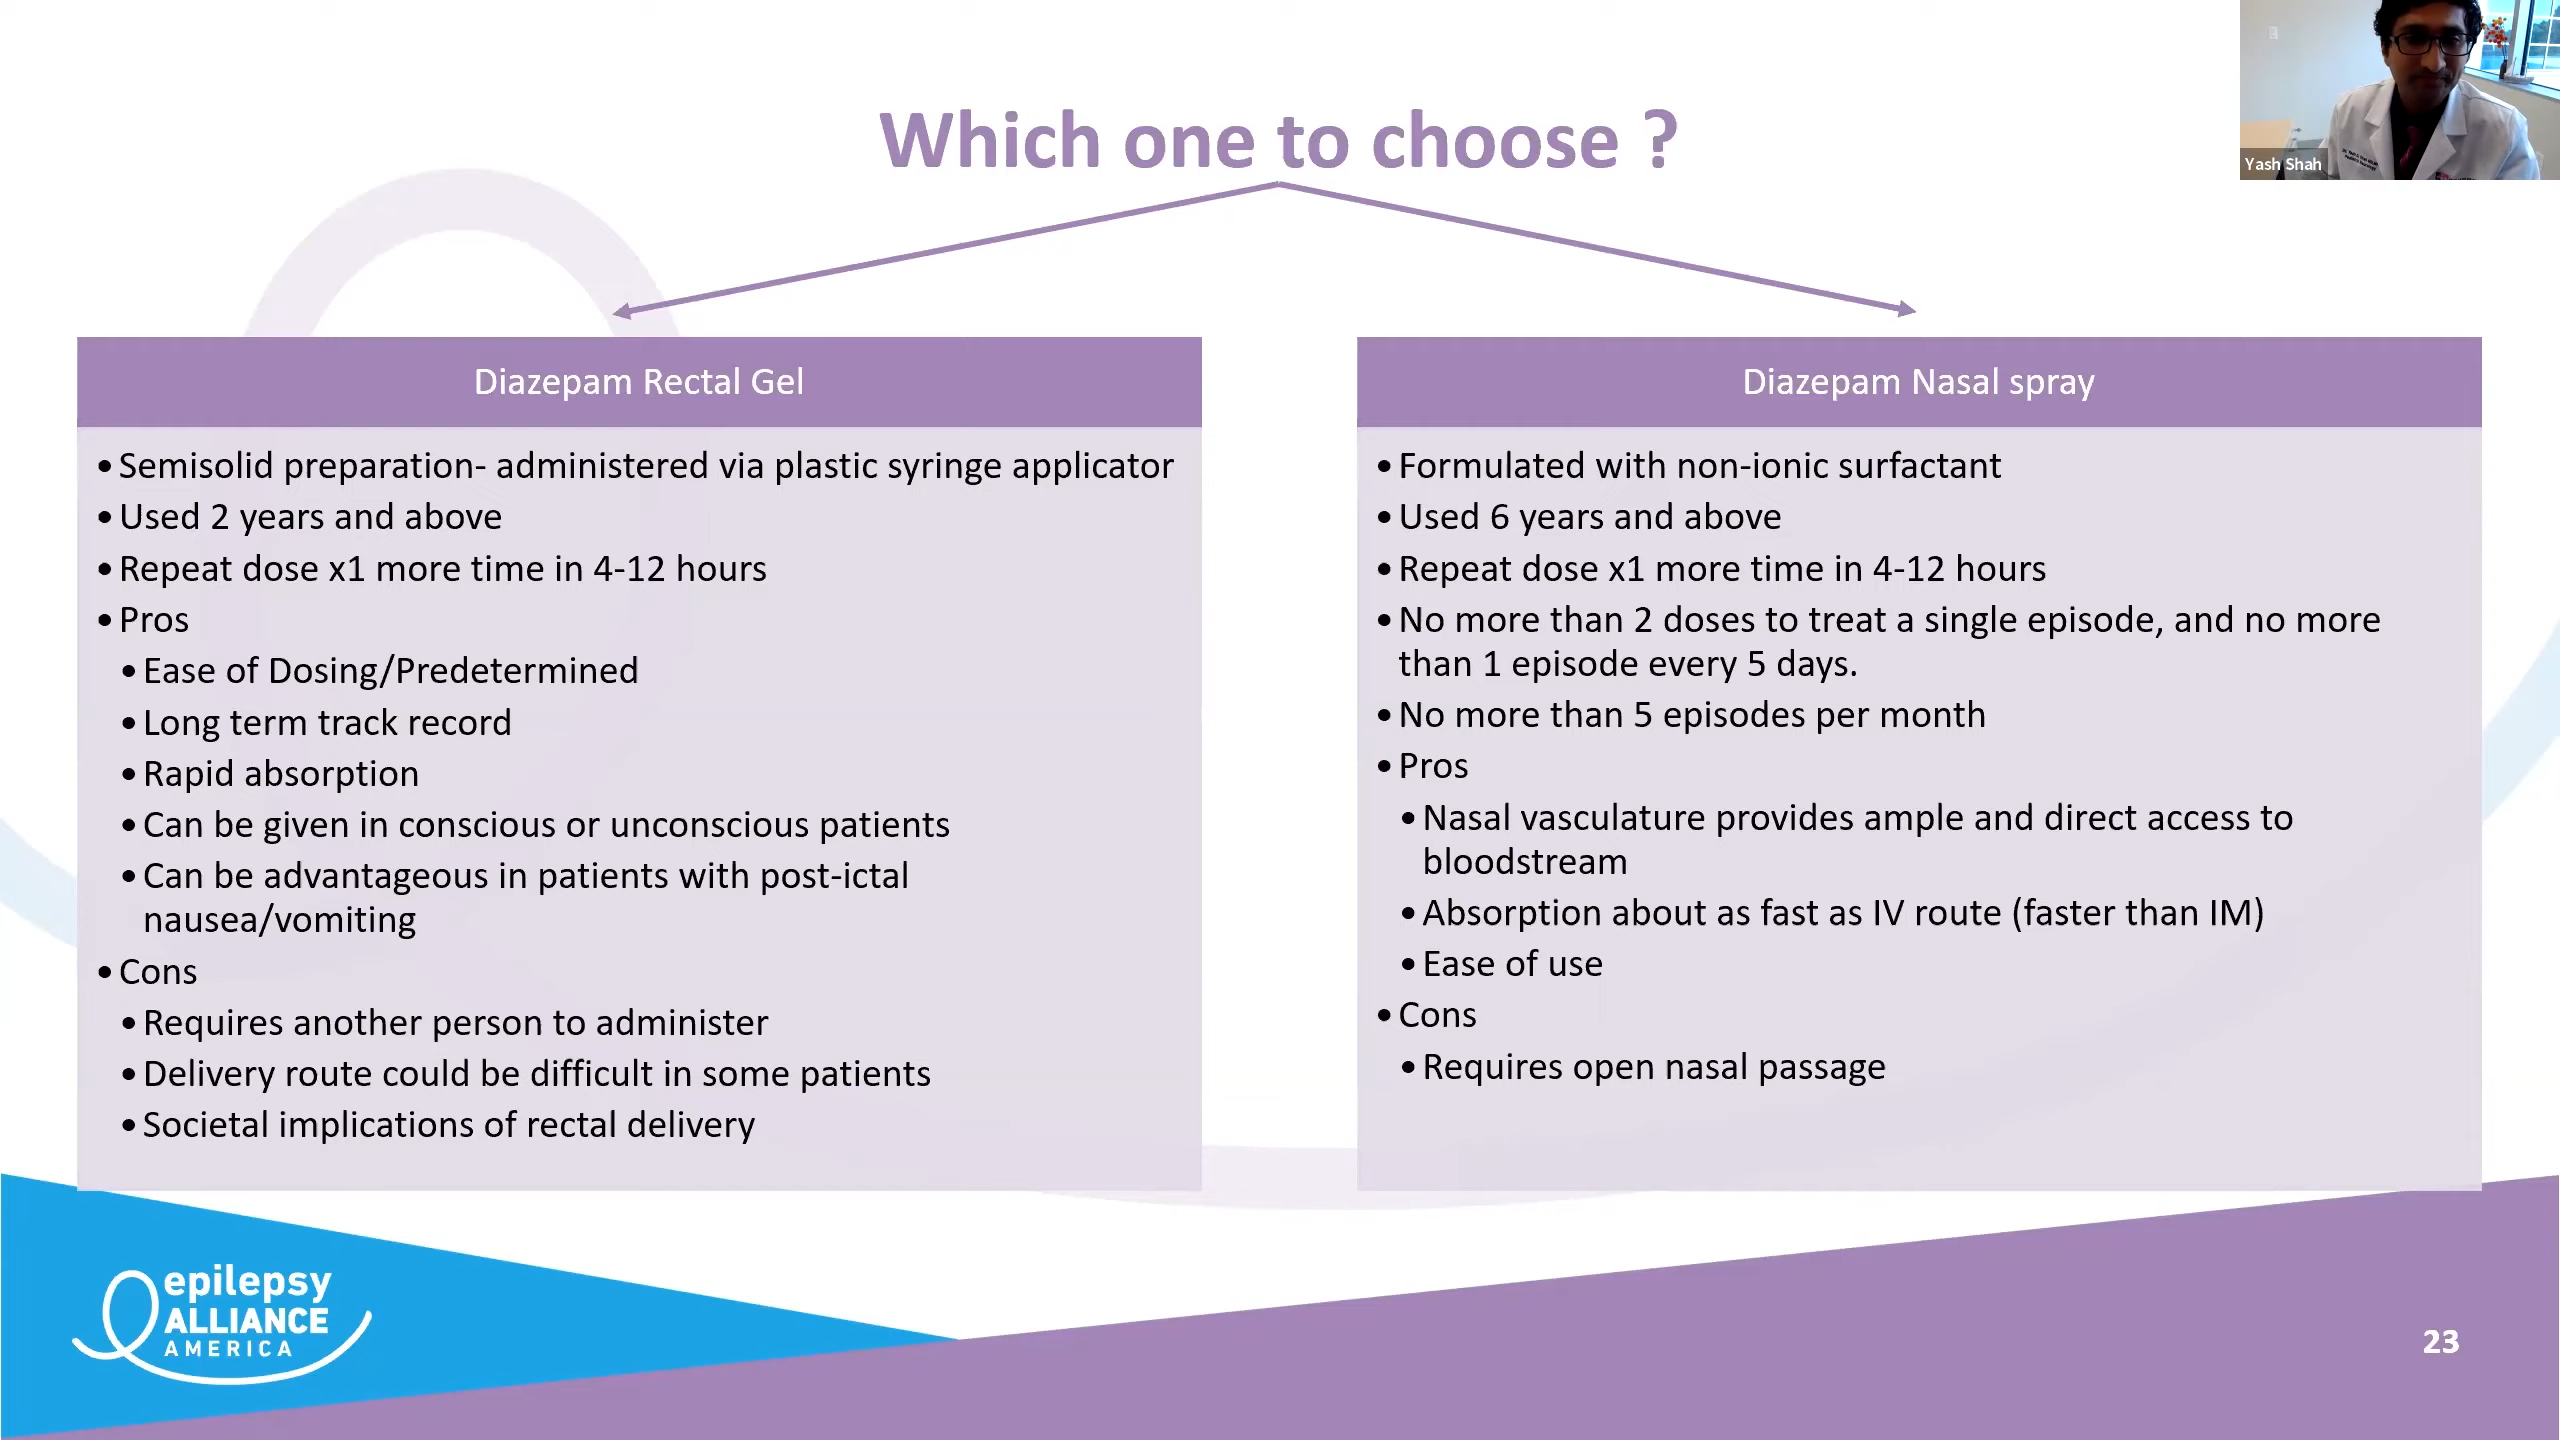 Which one to choose ?
Yash Shah
Diazepam Rectal Gel
•Semisolid preparation- administered via plastic syringe applicator
•Used 2 years and above
•Repeat dose x1 more time in 4-12 hours
•Pros
•Ease of Dosing/Predetermined
•Long term track record
•Rapid absorption
•Can be given in conscious or unconscious patients
•Can be advantageous in patients with post-ictal
nausea/vomiting
•Cons
•Requires another person to administer
•Delivery route could be difficult in some patients
•Societal implications of rectal delivery
Diazepam Nasal spray
•Formulated with non-ionic surfactant
•Used 6 years and above
•Repeat dose x1 more time in 4-12 hours
•No more than 2 doses to treat a single episode, and no more
than 1 episode every 5 days.
•No more than 5 episodes per month
•Pros
•Nasal vasculature provides ample and direct access to
bloodstream
•Absorption about as fast as IV route (faster than IM)
•Ease of use
•Cons
•Requires open nasal passage
epilepsy
ALLIANCE
AMERICA
23